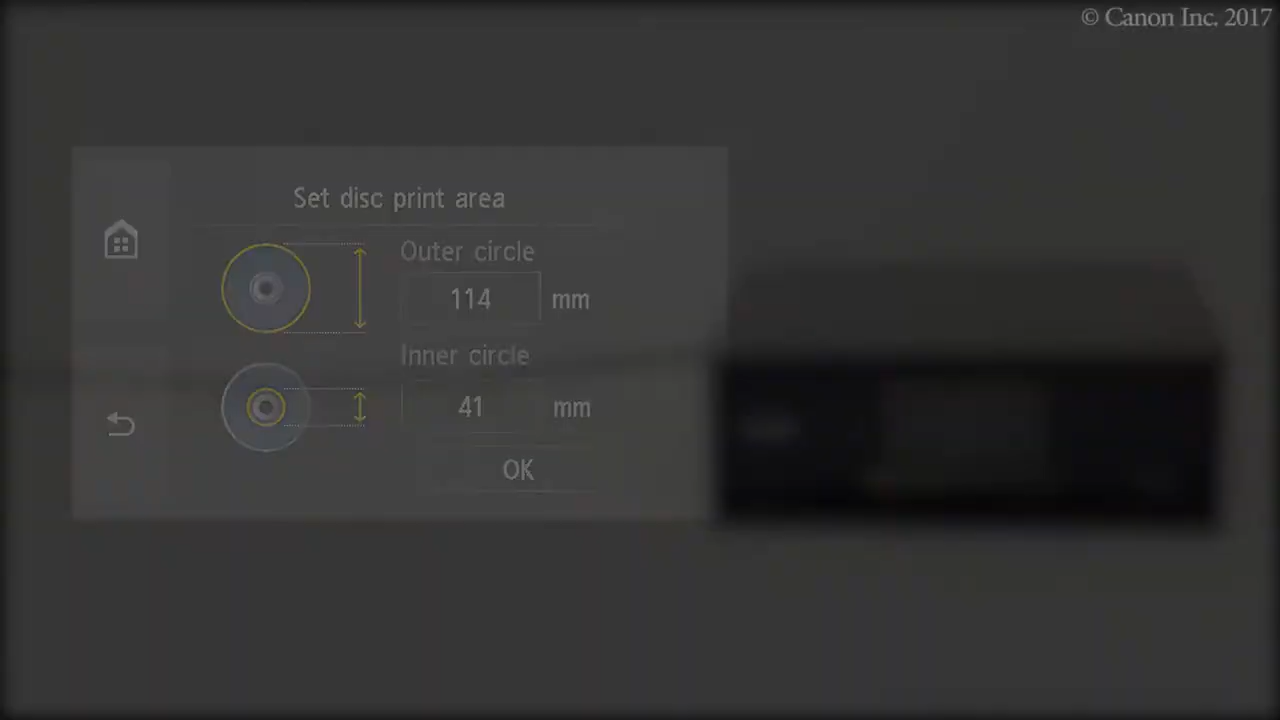 © Canon Inc. 2017
Set disc print area
Outer circle
114 mm
Inner circle
41 mm
OK